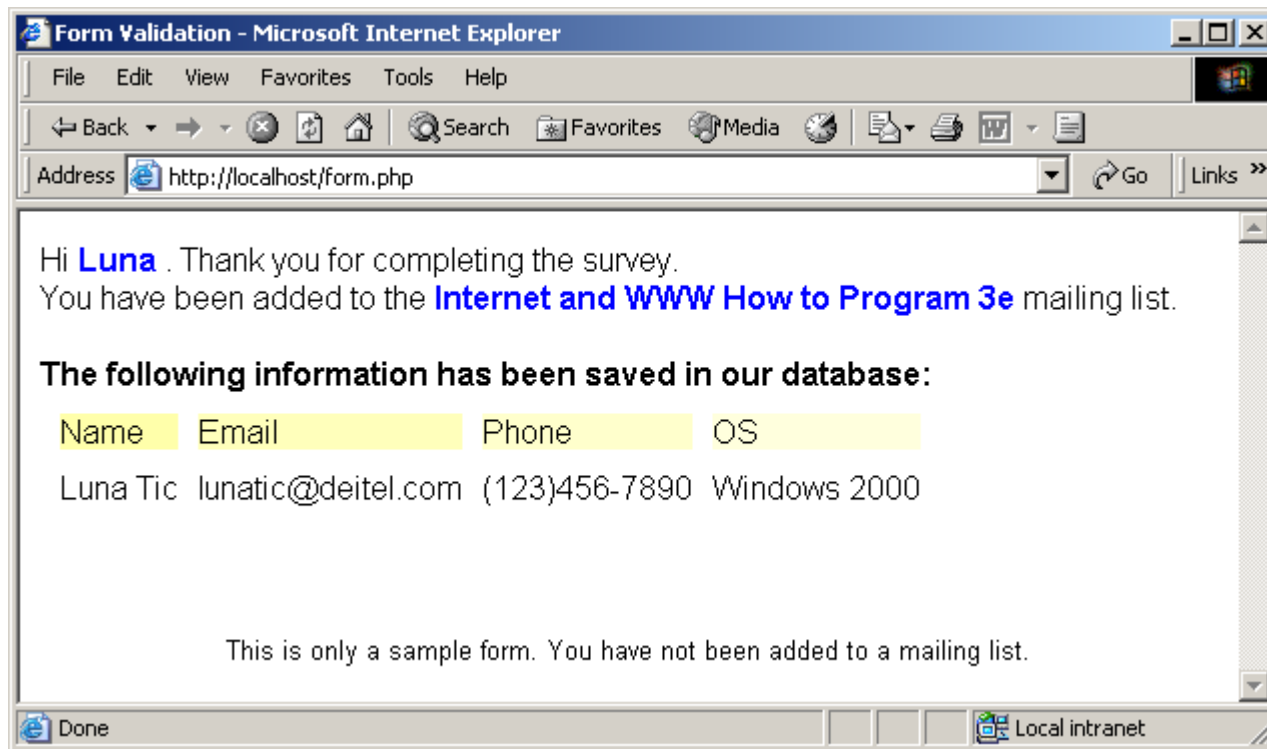 Form Validation - Microsoft Internet Explorer
File Edit View Favorites Tools Help
Back Search Favorites Media
Address http://localhost/form.php Go Links »
Hi Luna . Thank you for completing the survey.
You have been added to the Internet and WWW How to Program 3e mailing list.
The following information has been saved in our database:
Name Email Phone OS
Luna Tic lunatic@deitel.com (123)456-7890 Windows 2000
This is only a sample form. You have not been added to a mailing list.
Done Local intranet